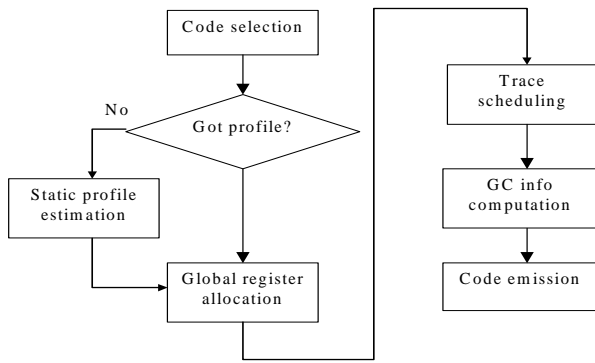 Code selection
Got profile?
No
Static profile
estimation
Global register
allocation
Trace
scheduling
GC info
computation
Code emission